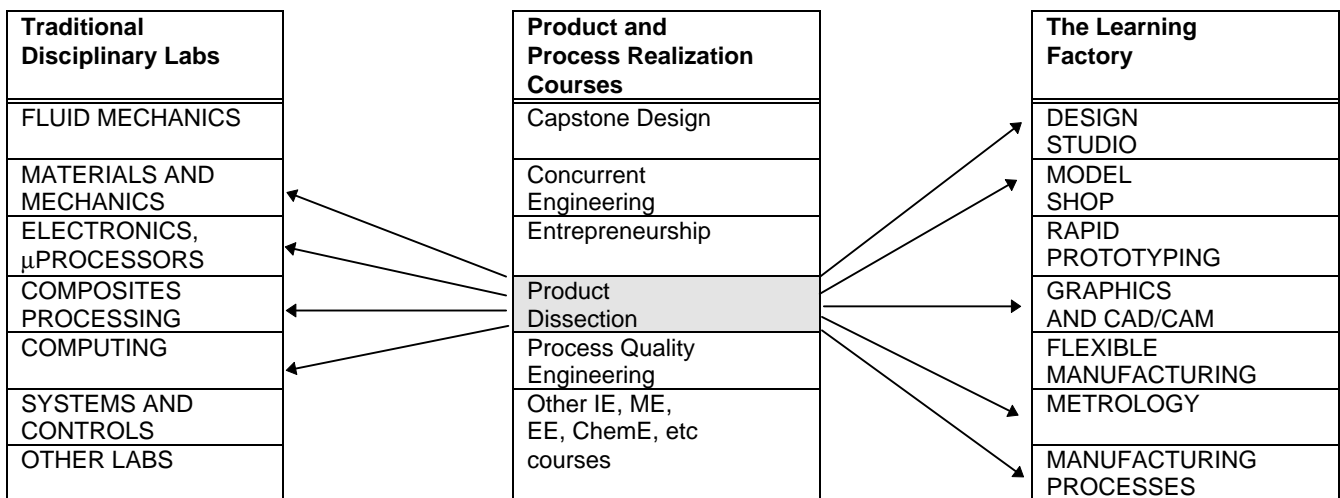 Traditional
Disciplinary Labs
FLUID MECHANICS
MATERIALS AND
MECHANICS
ELECTRONICS,
μPROCESSORS
COMPOSITES
PROCESSING
COMPUTING
SYSTEMS AND
CONTROLS
OTHER LABS
Product and
Process Realization
Courses
Capstone Design
Concurrent
Engineering
Entrepreneurship
Product
Dissection
Process Quality
Engineering
Other IE, ME,
EE, ChemE, etc
courses
The Learning
Factory
DESIGN
STUDIO
MODEL
SHOP
RAPID
PROTOTYPING
GRAPHICS
AND CAD/CAM
FLEXIBLE
MANUFACTURING
METROLOGY
MANUFACTURING
PROCESSES